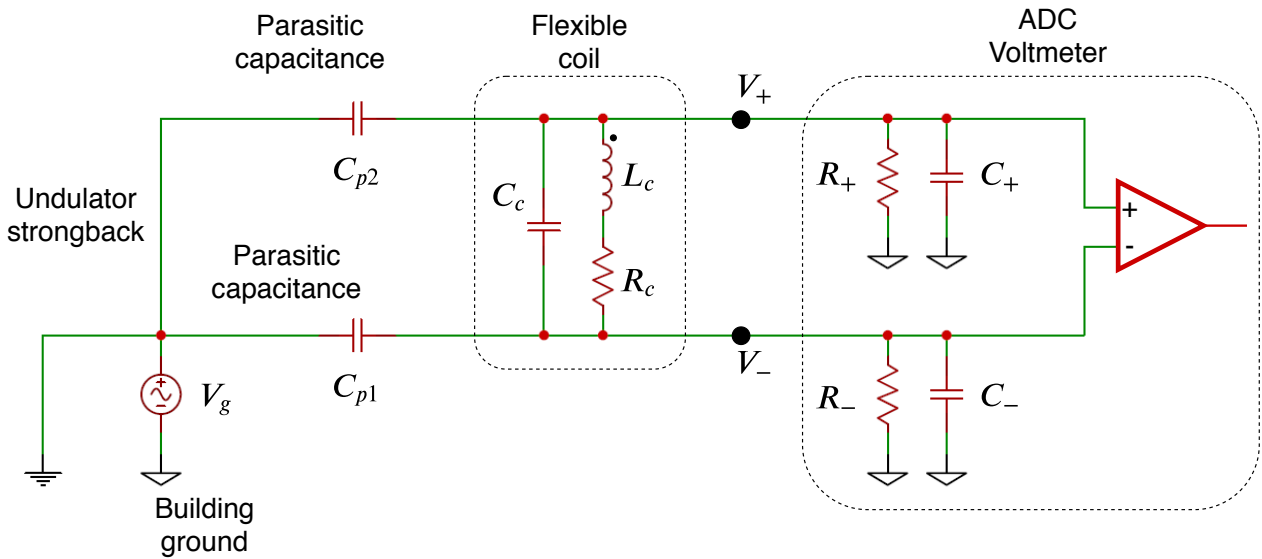 Parasitic
capacitance
Flexible
coil
ADC
Voltmeter
V+
Cp2
Cc
Lc
Rc
R+
C+
+
-
Undulator
strongback
Parasitic
capacitance
Cp1
V−
Vg
+
R−
C−
Building
ground